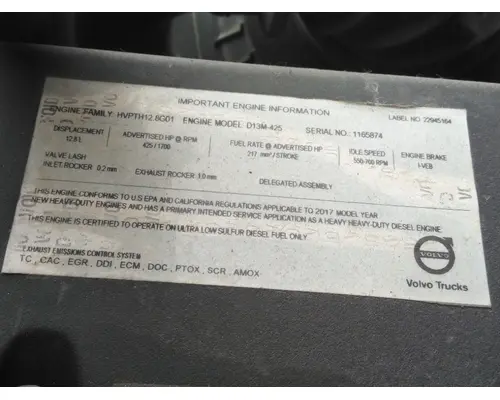 IMPORTANT ENGINE INFORMATION
LABEL NO: 22945164
ENGINE FAMILY: HVPTH12.8G01 ENGINE MODEL: D13M-425 SERIAL NO.: 1165874
DISPLACEMENT ADVERTISED HP @ RPM FUEL RATE @ ADVERTISED HP IDLE SPEED ENGINE BRAKE
12.8 L 425 / 1700 217 mm³ / STROKE 550-700 RPM I-VEB
VALVE LASH
INLET ROCKER 0.2 mm EXHAUST ROCKER 1.0 mm DELEGATED ASSEMBLY
THIS ENGINE CONFORMS TO U.S EPA AND CALIFORNIA REGULATIONS APPLICABLE TO 2017 MODEL YEAR
NEW HEAVY-DUTY ENGINES AND HAS A PRIMARY INTENDED SERVICE APPLICATION AS A HEAVY HEAVY-DUTY DIESEL ENGINE
THIS ENGINE IS CERTIFIED TO OPERATE ON ULTRA LOW SULFUR DIESEL FUEL ONLY
EXHAUST EMISSIONS CONTROL SYSTEM
TC , CAC , EGR , DDI , ECM , DOC , PTOX , SCR , AMOX
VOLVO
Volvo Trucks